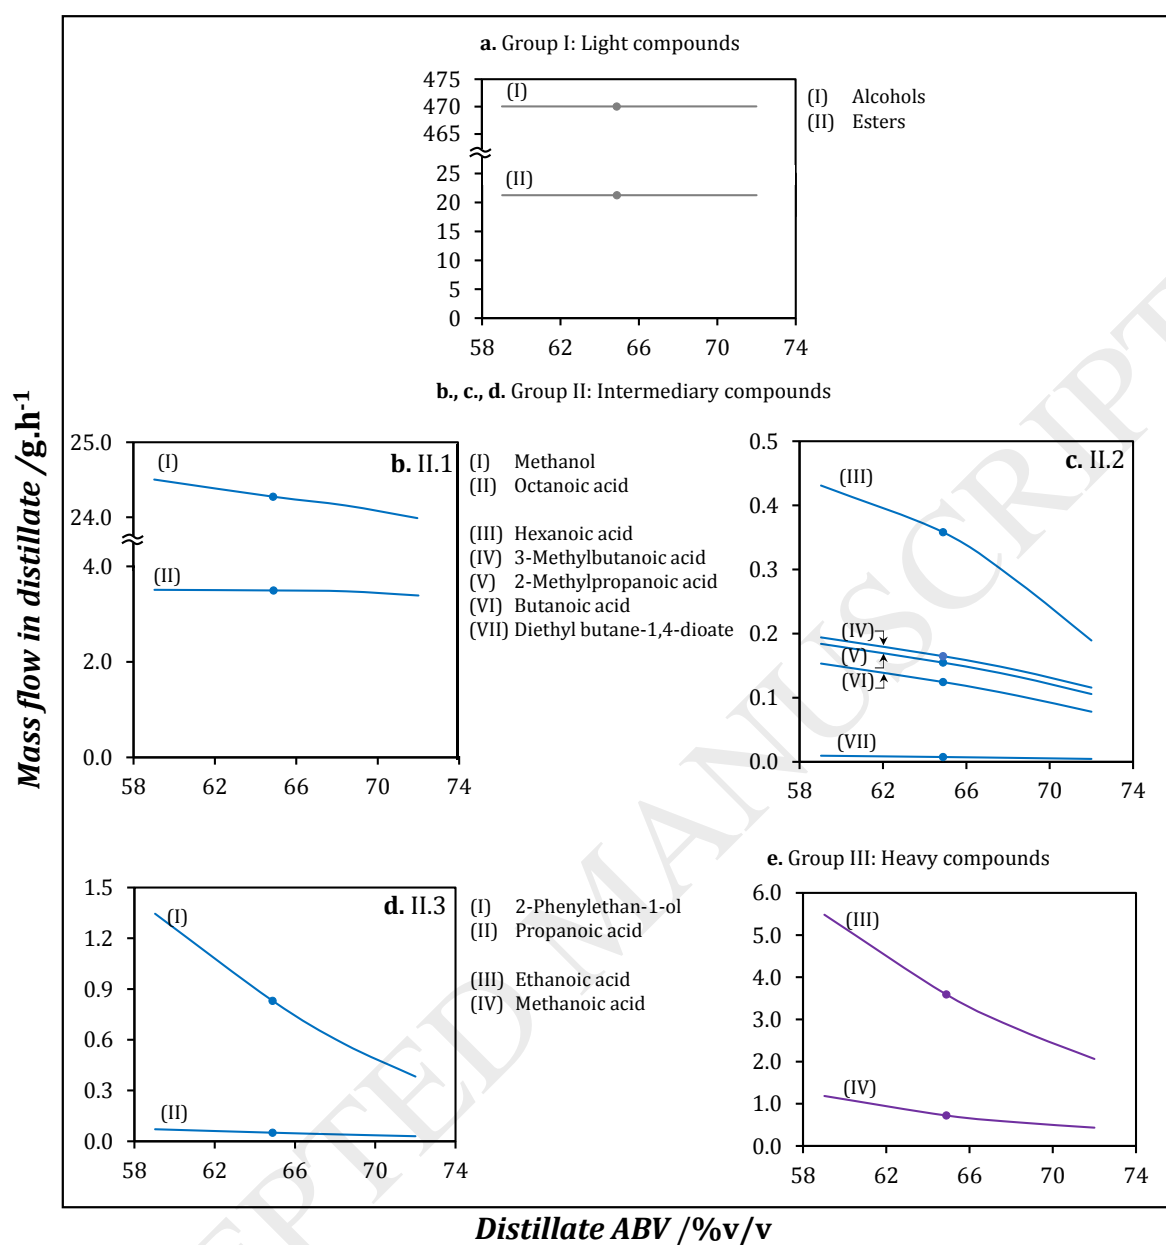 a. Group I: Light compounds
475
470
465
25
20
15
10
5
0
58 62 66 70 74
(I)
(II)
(I) Alcohols
(II) Esters
b., c., d. Group II: Intermediary compounds
Mass flow in distillate /g.h-1
25.0
24.0
4.0
2.0
0.0
58 62 66 70 74
b. II.1
(I)
(II)
(I) Methanol
(II) Octanoic acid
(III) Hexanoic acid
(IV) 3-Methylbutanoic acid
(V) 2-Methylpropanoic acid
(VI) Butanoic acid
(VII) Diethyl butane-1,4-dioate
0.5
0.4
0.3
0.2
0.1
0.0
58 62 66 70 74
c. II.2
(III)
(IV)
(V)
(VI)
(VII)
1.5
1.2
0.9
0.6
0.3
0.0
58 62 66 70 74
d. II.3
(I)
(II)
(I) 2-Phenylethan-1-ol
(II) Propanoic acid
(III) Ethanoic acid
(IV) Methanoic acid
e. Group III: Heavy compounds
6.0
5.0
4.0
3.0
2.0
1.0
0.0
58 62 66 70 74
(III)
(IV)
Distillate ABV /%v/v
EPTED MANUSCRIPT